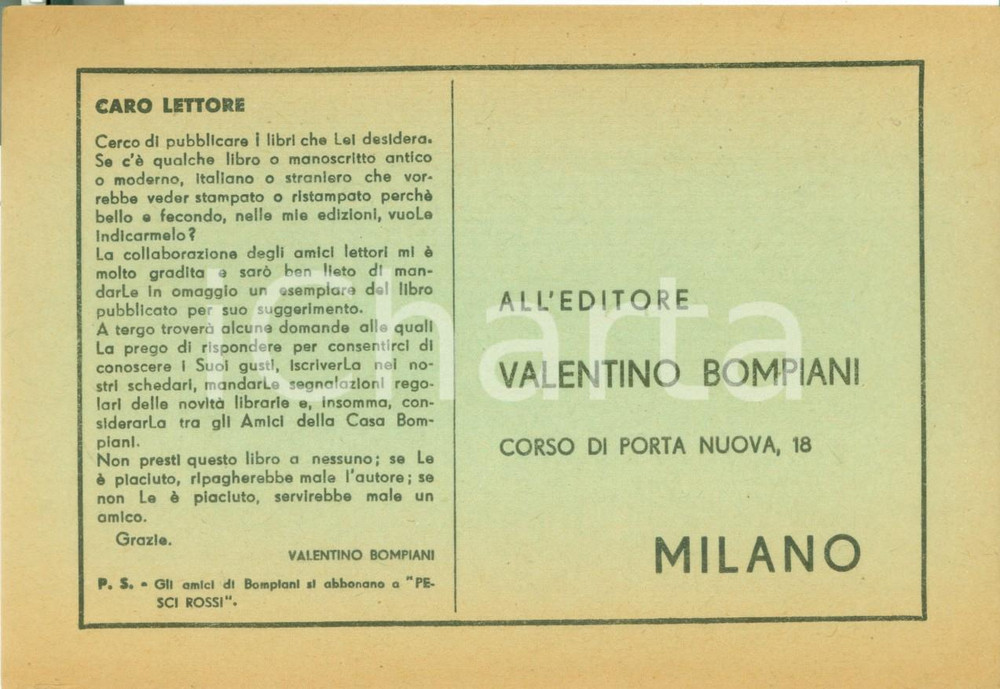 CARO LETTORE
Cerco di pubblicare i libri che Lei desidera.
Se c'è qualche libro o manoscritto antico
o moderno, italiano o straniero che vor-
rebbe veder stampato o ristampato perchè
bello e fecondo, nelle mie edizioni, vuoLe
indicarmelo?
La collaborazione degli amici lettori mi è
molto gradita e sarò ben lieto di man-
darLe in omaggio un esemplare del libro
pubblicato per suo suggerimento.
A tergo troverà alcune domande alle quali
La prego di rispondere per consentirci di
conoscere i Suoi gusti, iscriverLa nei no-
stri schedari, mandarLe segnalazioni rego-
lari delle novità librarie e, insomma, con-
siderarLa tra gli Amici della Casa Bom-
piani.
Non presti questo libro a nessuno; se Le
è piaciuto, ripagherebbe male l'autore; se
non Le è piaciuto, servirebbe male un
amico.
Grazie.
VALENTINO BOMPIANI
P. S. - Gli amici di Bompiani si abbonano a "PE-
SCI ROSSI".
ALL'EDITORE
VALENTINO BOMPIANI
CORSO DI PORTA NUOVA, 18
MILANO
iCharta